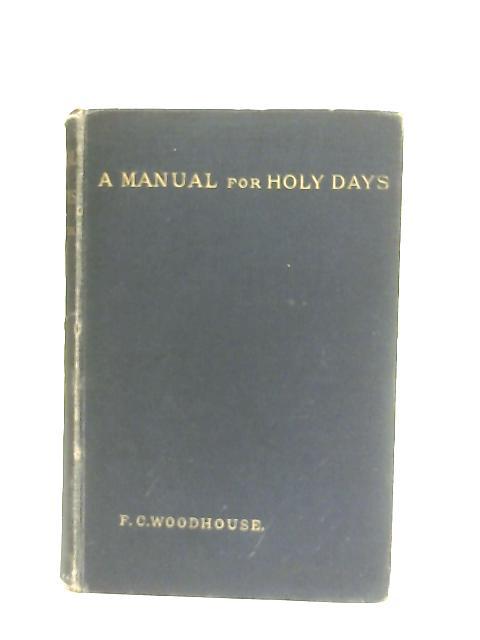 A MANUAL FOR HOLY DAYS
F. C. WOODHOUSE.